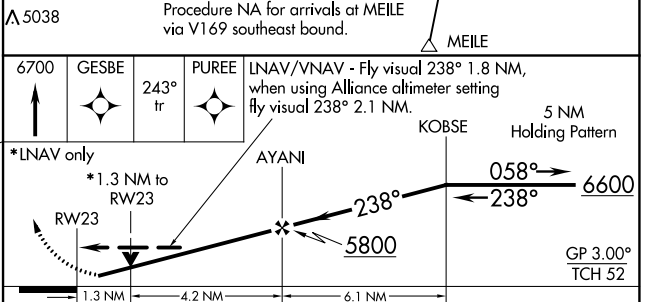 5038
Procedure NA for arrivals at MEILE
via V169 southeast bound.
MEILE
6700
GESBE
243°
tr
PUREE
LNAV/VNAV - Fly visual 238° 1.8 NM,
when using Alliance altimeter setting
fly visual 238° 2.1 NM.
KOBSE
5 NM
Holding Pattern
*LNAV only
AYANI
*1.3 NM to
RW23
RW23
058°
238°
6600
238°
5800
GP 3.00°
TCH 52
1.3 NM
4.2 NM
6.1 NM